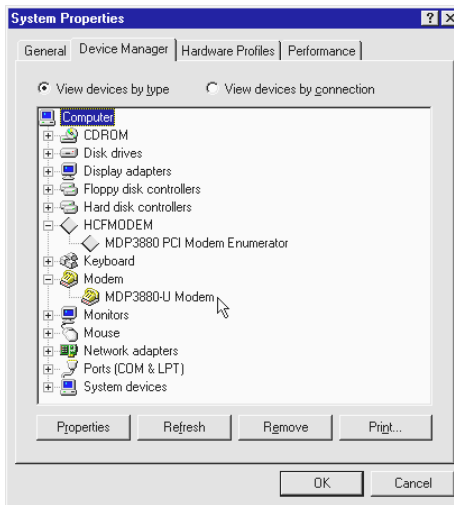 System Properties
General Device Manager Hardware Profiles Performance
View devices by type View devices by connection
Computer
CDROM
Disk drives
Display adapters
Floppy disk controllers
Hard disk controllers
HCFMODEM
MDP3880 PCI Modem Enumerator
Keyboard
Modem
MDP3880-U Modem
Monitors
Mouse
Network adapters
Ports (COM & LPT)
System devices
Properties Refresh Remove Print...
OK Cancel